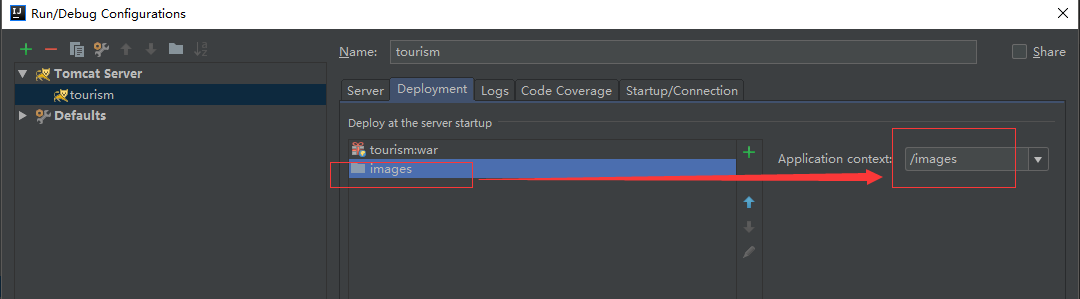 Run/Debug Configurations
Name: tourism Share
Tomcat Server
tourism
Defaults
Server Deployment Logs Code Coverage Startup/Connection
Deploy at the server startup
tourism:war
images
Application context: /images